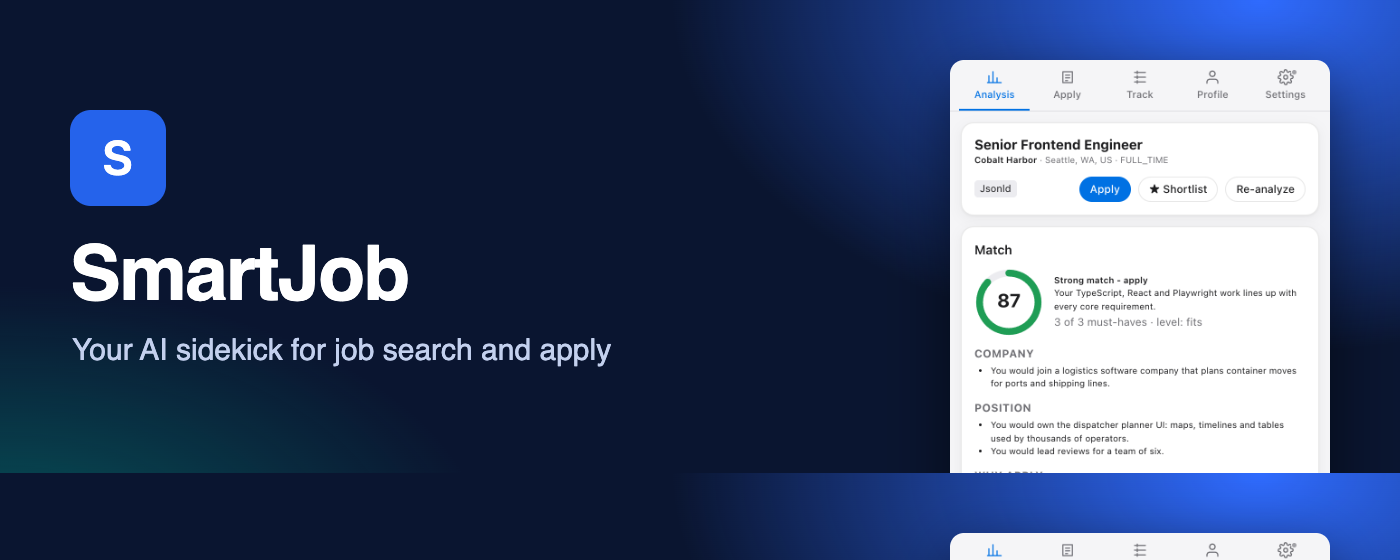 S
SmartJob
Your AI sidekick for job search and apply
Analysis
Apply
Track
Profile
Settings
Senior Frontend Engineer
Cobalt Harbor · Seattle, WA, US · FULL_TIME
JsonId
Apply
★ Shortlist
Re-analyze
Match
87
Strong match - apply
Your TypeScript, React and Playwright work lines up with
every core requirement.
3 of 3 must-haves · level: fits
COMPANY
• You would join a logistics software company that plans container moves
for ports and shipping lines.
POSITION
• You would own the dispatcher planner UI: maps, timelines and tables
used by thousands of operators.
• You would lead reviews for a team of six.